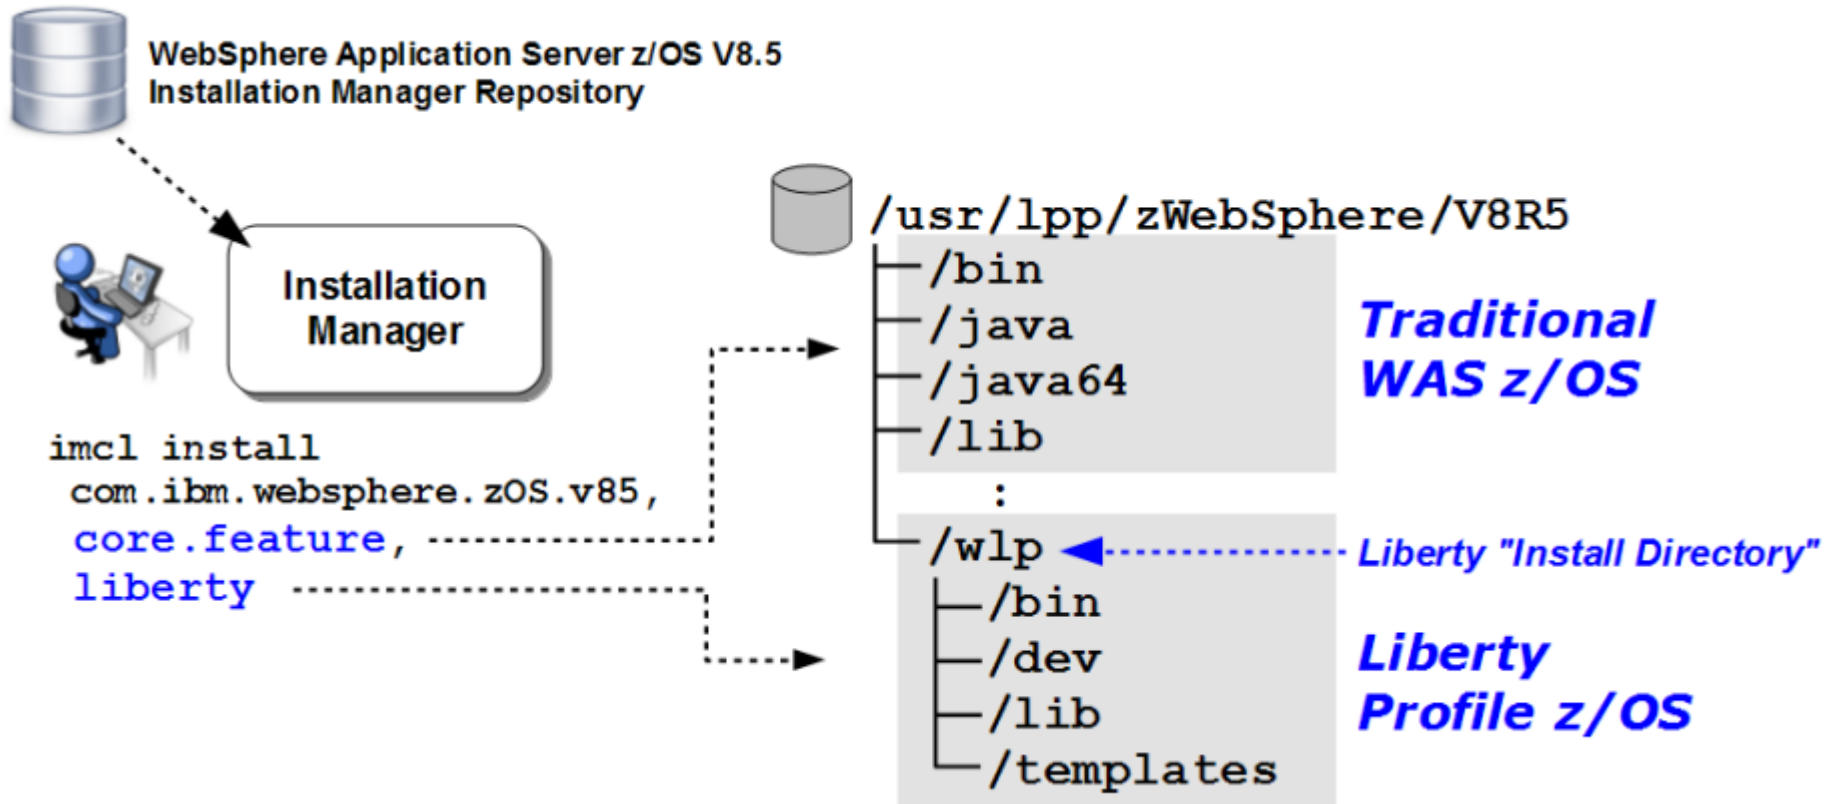 WebSphere Application Server z/OS V8.5
Installation Manager Repository
Installation
Manager
imcl install
com.ibm.websphere.zOS.v85,
core.feature,
liberty
/usr/lpp/zWebSphere/V8R5
/bin
/java
/java64
/lib
:
Traditional
WAS z/OS
/wlp
Liberty "Install Directory"
/bin
/dev
/lib
/templates
Liberty
Profile z/OS